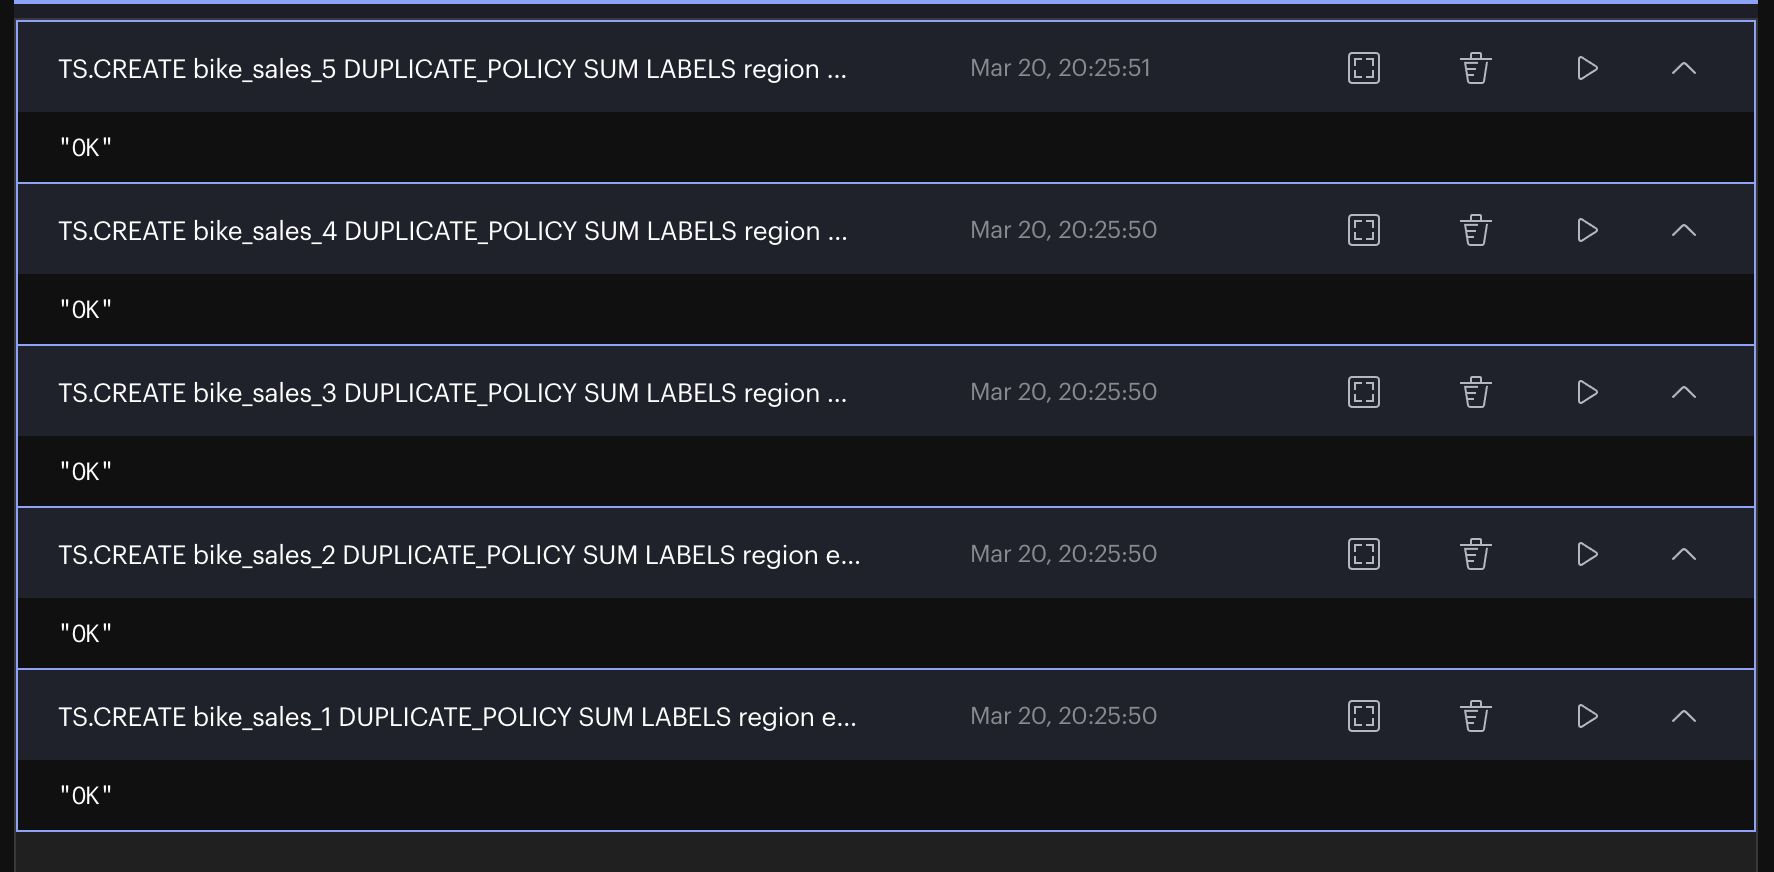 TS.CREATE bike_sales_5 DUPLICATE_POLICY SUM LABELS region ... Mar 20, 20:25:51
"OK"
TS.CREATE bike_sales_4 DUPLICATE_POLICY SUM LABELS region ... Mar 20, 20:25:50
"OK"
TS.CREATE bike_sales_3 DUPLICATE_POLICY SUM LABELS region ... Mar 20, 20:25:50
"OK"
TS.CREATE bike_sales_2 DUPLICATE_POLICY SUM LABELS region e... Mar 20, 20:25:50
"OK"
TS.CREATE bike_sales_1 DUPLICATE_POLICY SUM LABELS region e... Mar 20, 20:25:50
"OK"